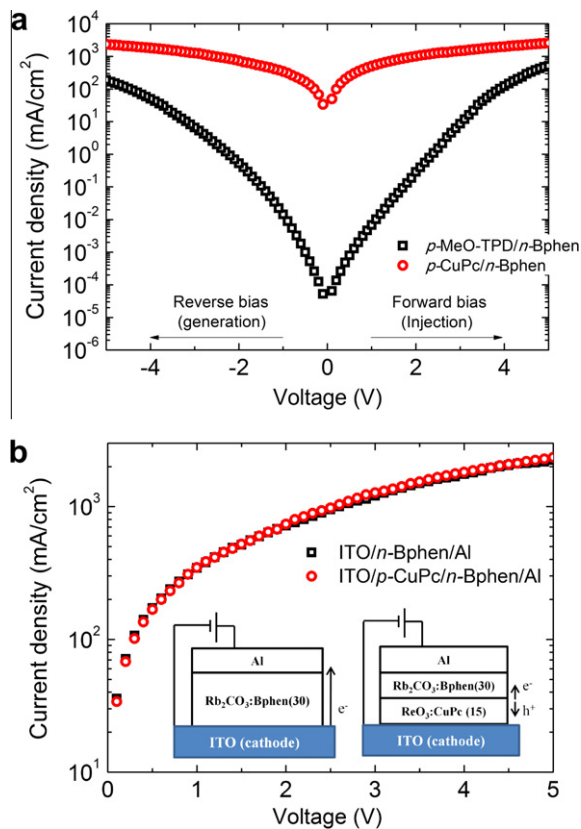 a
Current density (mA/cm²)
10⁴
10³
10²
10¹
10⁰
10⁻¹
10⁻²
10⁻³
10⁻⁴
10⁻⁵
10⁻⁶
p-MeO-TPD/n-Bphen
p-CuPc/n-Bphen
Reverse bias
(generation)
Forward bias
(Injection)
-4 -2 0 2 4
Voltage (V)
b
Current density (mA/cm²)
10³
10²
10¹
ITO/n-Bphen/Al
ITO/p-CuPc/n-Bphen/Al
Al
Rb₂CO₃:Bphen(30)
e⁻
ITO (cathode)
Al
Rb₂CO₃:Bphen(30)
ReO₃:CuPc (15)
e⁻
h⁺
ITO (cathode)
0 1 2 3 4 5
Voltage (V)